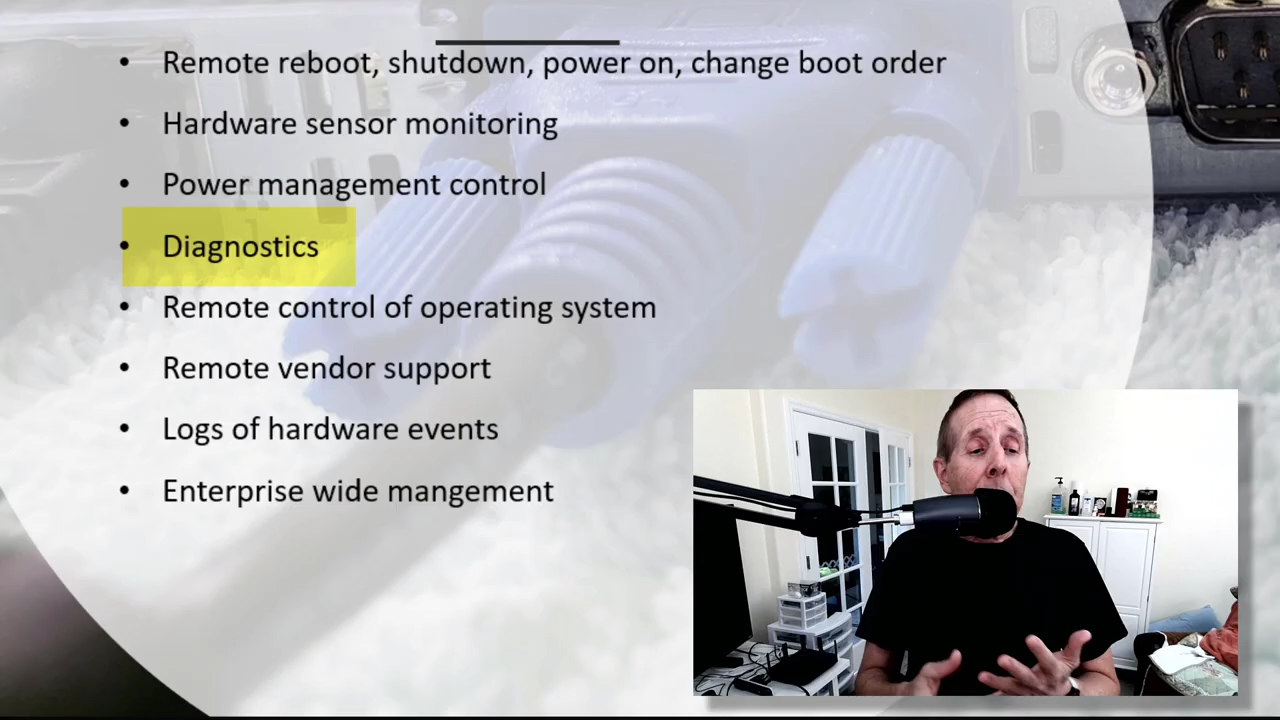 • Remote reboot, shutdown, power on, change boot order
• Hardware sensor monitoring
• Power management control
• Diagnostics
• Remote control of operating system
• Remote vendor support
• Logs of hardware events
• Enterprise wide mangement